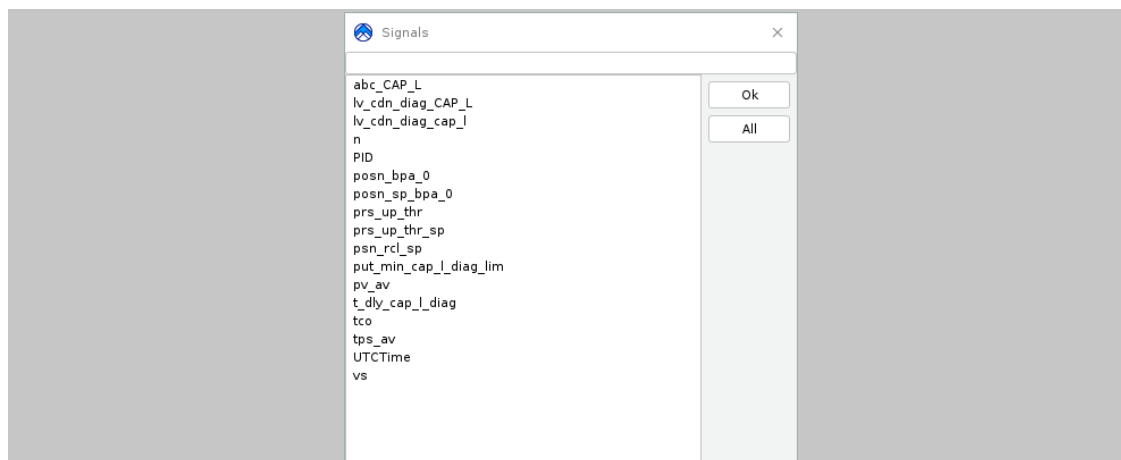 Signals
abc_CAP_L
Ok
lv_cdn_diag_CAP_L
lv_cdn_diag_cap_l
All
n
PID
posn_bpa_0
posn_sp_bpa_0
prs_up_thr
prs_up_thr_sp
psn_rcl_sp
put_min_cap_l_diag_lim
pv_av
t_dly_cap_l_diag
tco
tps_av
UTCTime
vs